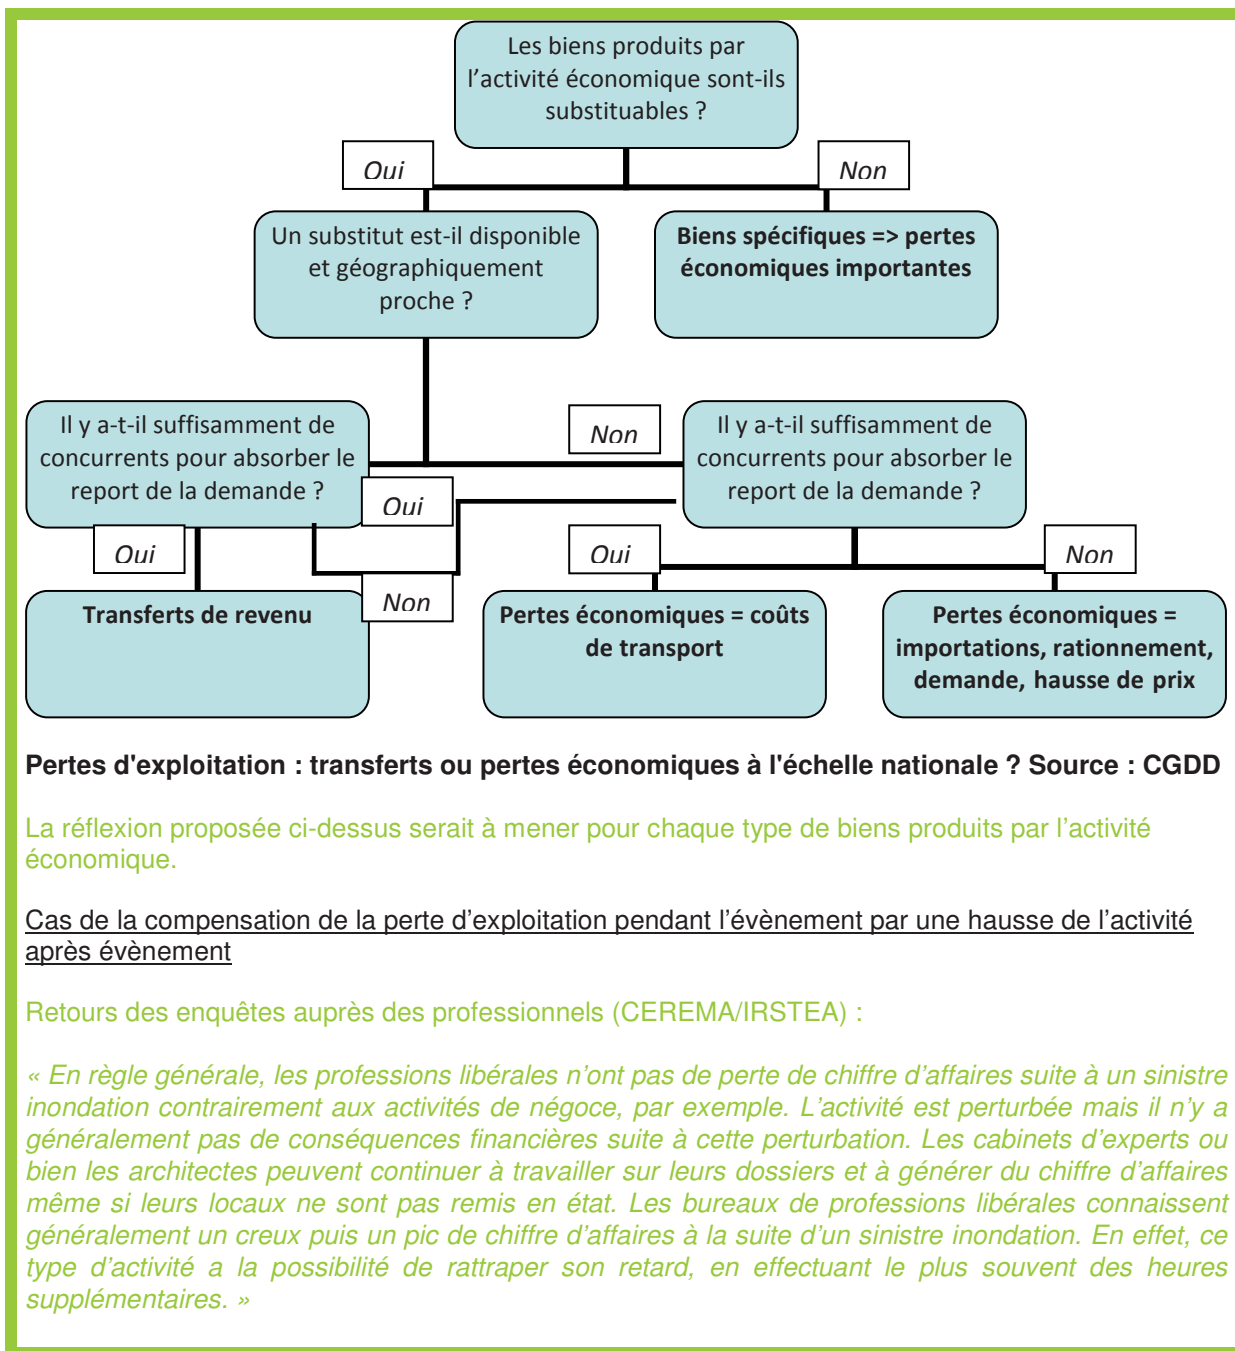 Les biens produits par
l’activité économique sont-ils
substituables ?
Oui
Non
Un substitut est-il disponible
et géographiquement
proche ?
Biens spécifiques => pertes
économiques importantes
Il y a-t-il suffisamment de
concurrents pour absorber le
report de la demande ?
Non
Il y a-t-il suffisamment de
concurrents pour absorber le
report de la demande ?
Oui
Oui
Oui
Non
Non
Transferts de revenu
Pertes économiques = coûts
de transport
Pertes économiques =
importations, rationnement,
demande, hausse de prix
Pertes d'exploitation : transferts ou pertes économiques à l'échelle nationale ? Source : CGDD
La réflexion proposée ci-dessus serait à mener pour chaque type de biens produits par l’activité
économique.
Cas de la compensation de la perte d’exploitation pendant l’évènement par une hausse de l’activité
après évènement
Retours des enquêtes auprès des professionnels (CEREMA/IRSTEA) :
« En règle générale, les professions libérales n’ont pas de perte de chiffre d’affaires suite à un sinistre
inondation contrairement aux activités de négoce, par exemple. L’activité est perturbée mais il n’y a
généralement pas de conséquences financières suite à cette perturbation. Les cabinets d’experts ou
bien les architectes peuvent continuer à travailler sur leurs dossiers et à générer du chiffre d’affaires
même si leurs locaux ne sont pas remis en état. Les bureaux de professions libérales connaissent
généralement un creux puis un pic de chiffre d’affaires à la suite d’un sinistre inondation. En effet, ce
type d’activité a la possibilité de rattraper son retard, en effectuant le plus souvent des heures
supplémentaires. »